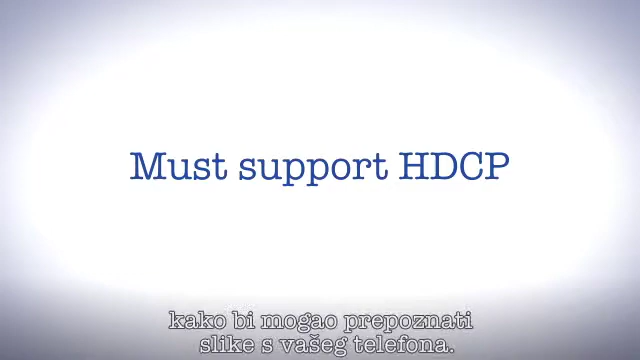 Must support HDCP
kako bi mogao prepoznati
slike s vašeg telefona.